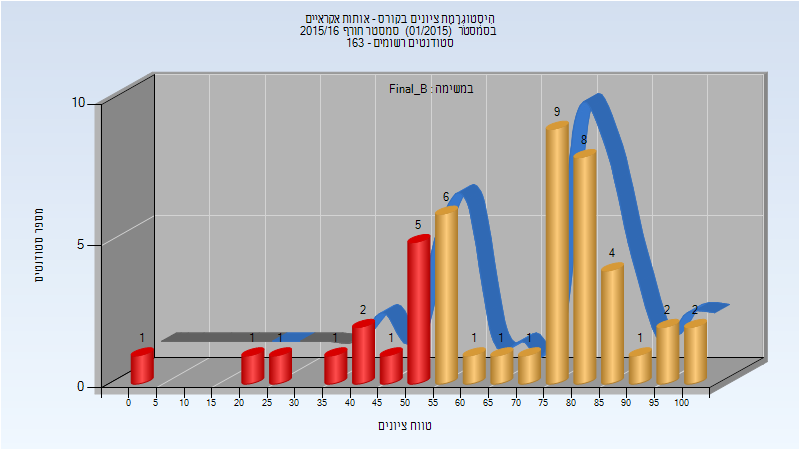 היסטוגרמת ציונים בקורס - אותות אקראיים
בסמסטר (01/2015) סמסטר חורף 2015/16
סטודנטים רשומים - 163
במשימה : Final_B
מספר סטודנטים
10
5
0
1
1
1
1
2
1
5
6
1
1
1
9
8
4
1
2
2
0 5 10 15 20 25 30 35 40 45 50 55 60 65 70 75 80 85 90 95 100
טווח ציונים